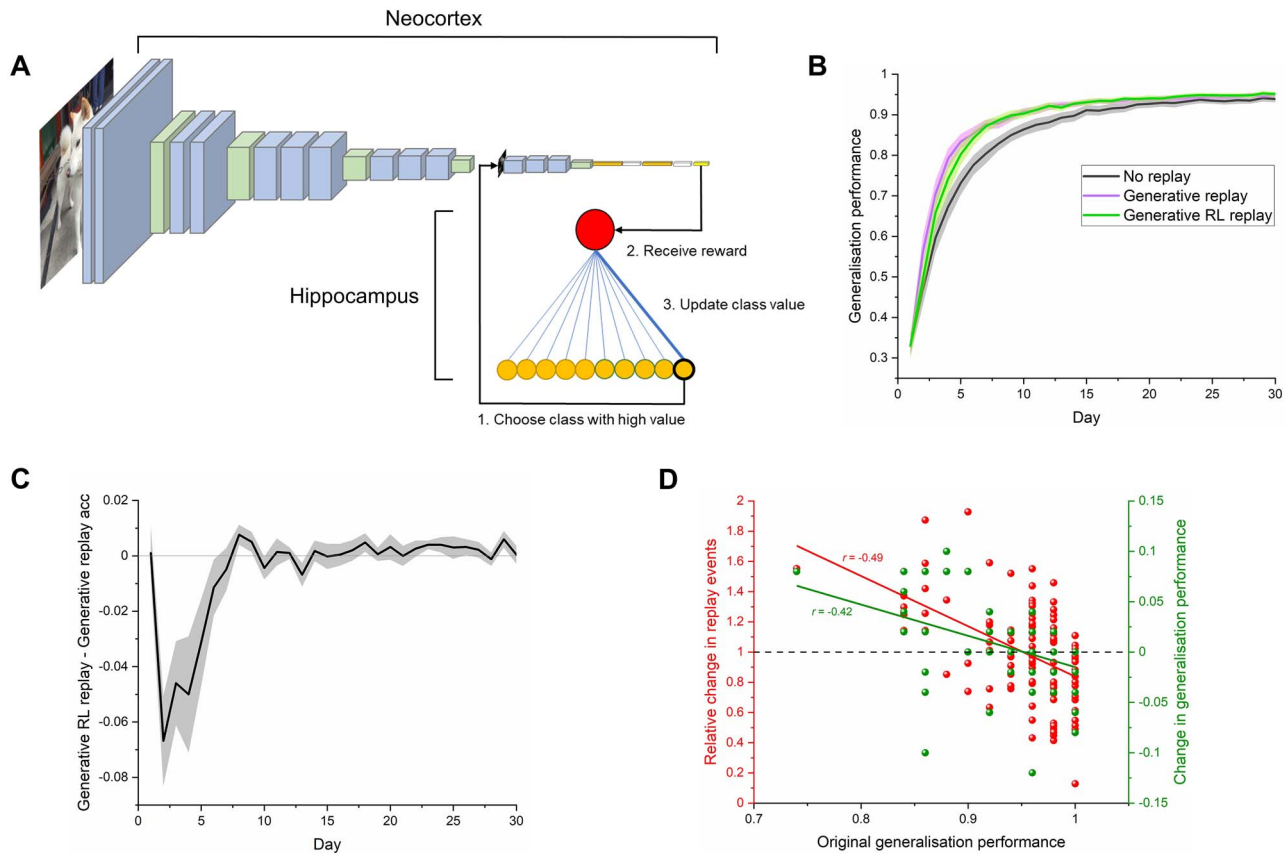 Neocortex
A
Hippocampus
2. Receive reward
3. Update class value
1. Choose class with high value
B
Generalisation performance
1
0.9
0.8
0.7
0.6
0.5
0.4
0.3
No replay
Generative replay
Generative RL replay
0
5
10
15
20
25
30
Day
C
Generative RL replay - Generative replay acc
0.02
0
-0.02
-0.04
-0.06
-0.08
0
5
10
15
20
25
30
Day
D
Relative change in replay events
2
1.8
1.6
1.4
1.2
1
0.8
0.6
0.4
0.2
0
r = -0.49
r = -0.42
0.15
0.1
0.05
0
-0.05
-0.1
-0.15
Change in generalisation performance
0.7
0.8
0.9
1
Original generalisation performance